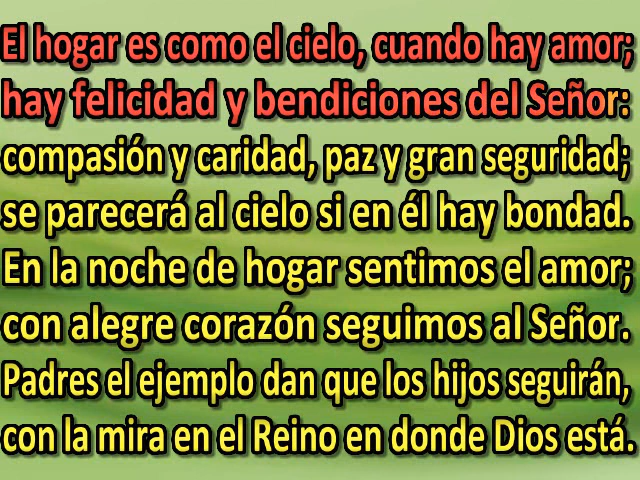 El hogar es como el cielo, cuando hay amor;
hay felicidad y bendiciones del Señor:
compasión y caridad, paz y gran seguridad;
se parecerá al cielo si en él hay bondad.
En la noche de hogar sentimos el amor;
con alegre corazón seguimos al Señor.
Padres el ejemplo dan que los hijos seguirán,
con la mira en el Reino en donde Dios está.